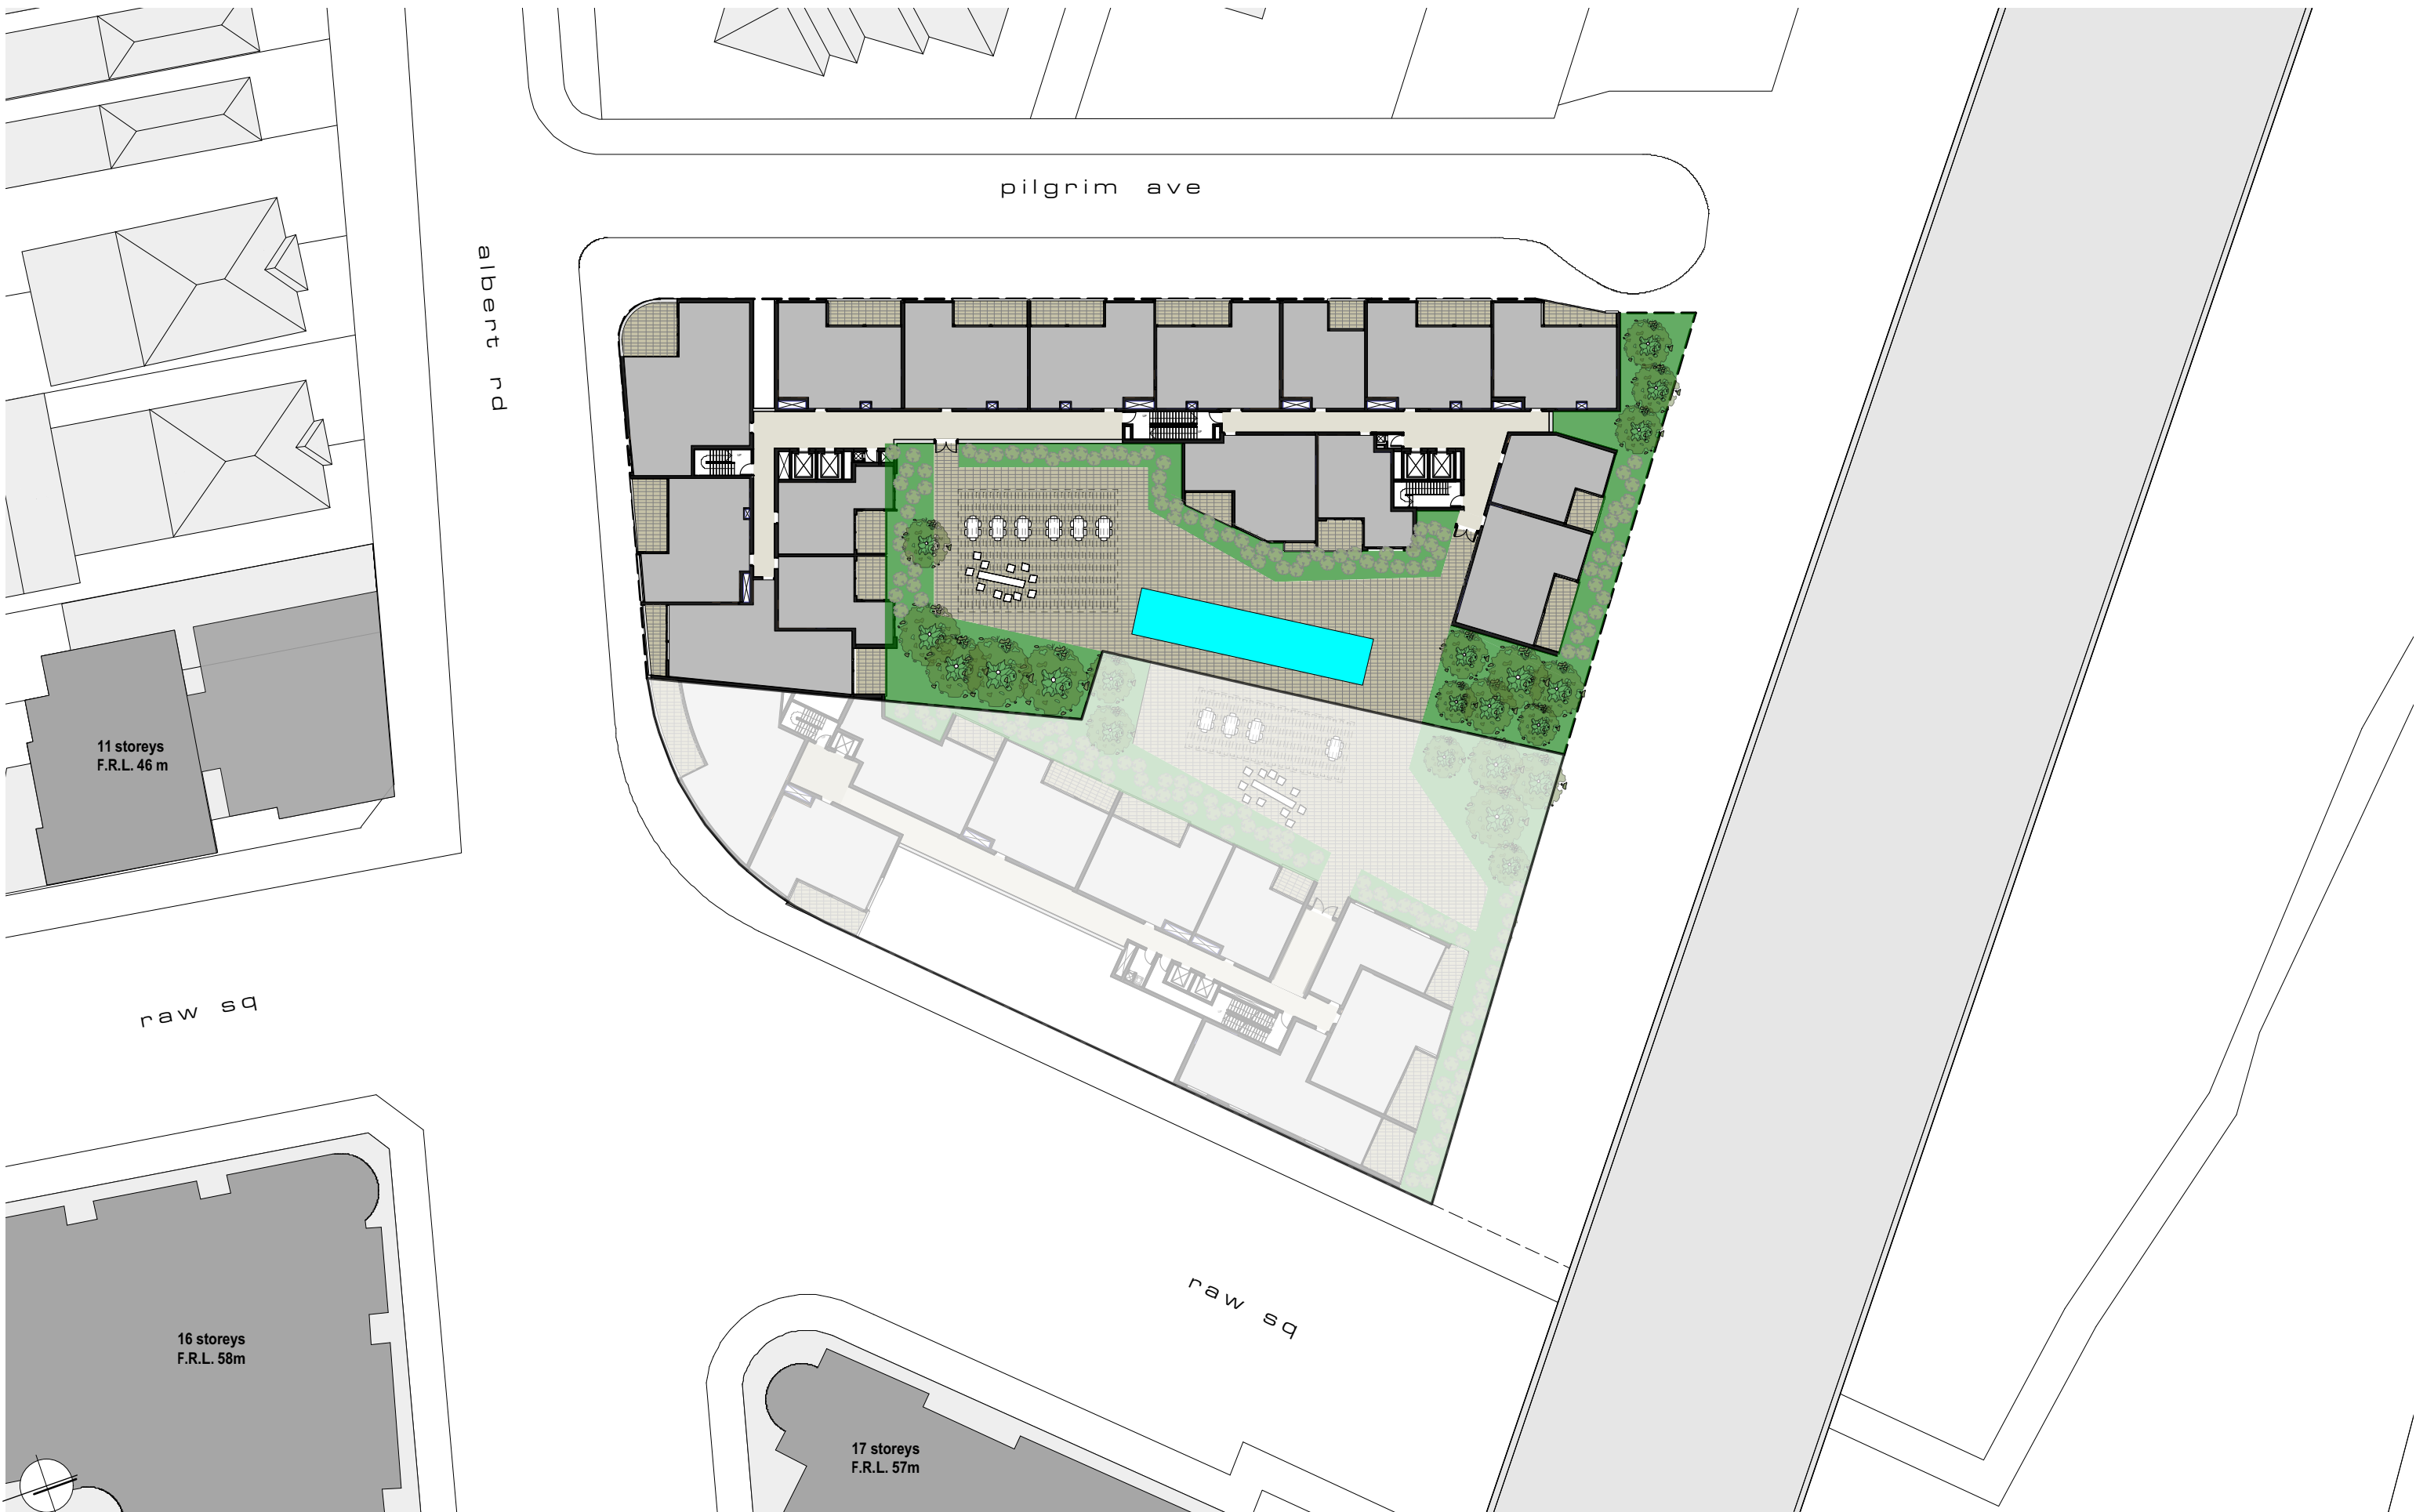 pilgrim ave
albert rd
11 storeys
F.R.L. 46 m
raw sq
raw sq
16 storeys
F.R.L. 58m
17 storeys
F.R.L. 57m